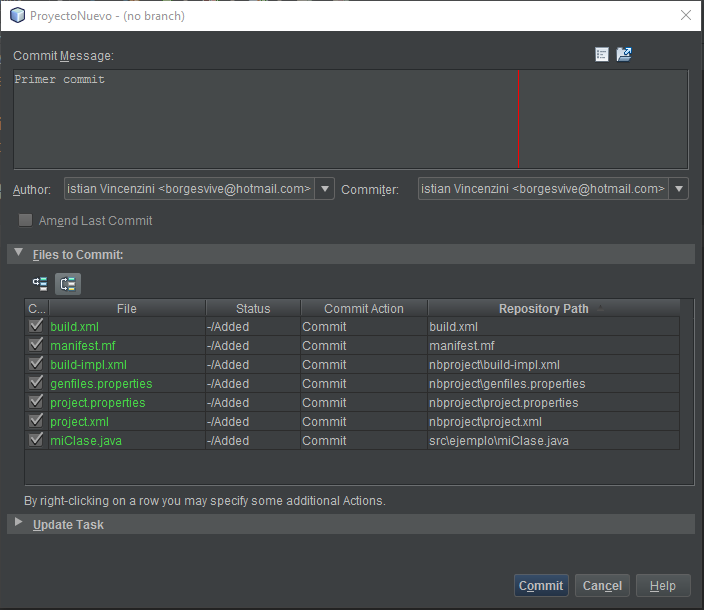 ProyectoNuevo - (no branch)
Commit Message:
Primer commit
Author: istian Vincenzini <borgesvive@hotmail.com> Commiter: istian Vincenzini <borgesvive@hotmail.com>
Amend Last Commit
Files to Commit:
C... File Status Commit Action Repository Path
build.xml -/Added Commit build.xml
manifest.mf -/Added Commit manifest.mf
build-impl.xml -/Added Commit nbproject\build-impl.xml
genfiles.properties -/Added Commit nbproject\genfiles.properties
project.properties -/Added Commit nbproject\project.properties
project.xml -/Added Commit nbproject\project.xml
miClase.java -/Added Commit src\ejemplo\miClase.java
By right-clicking on a row you may specify some additional Actions.
Update Task
Commit Cancel Help